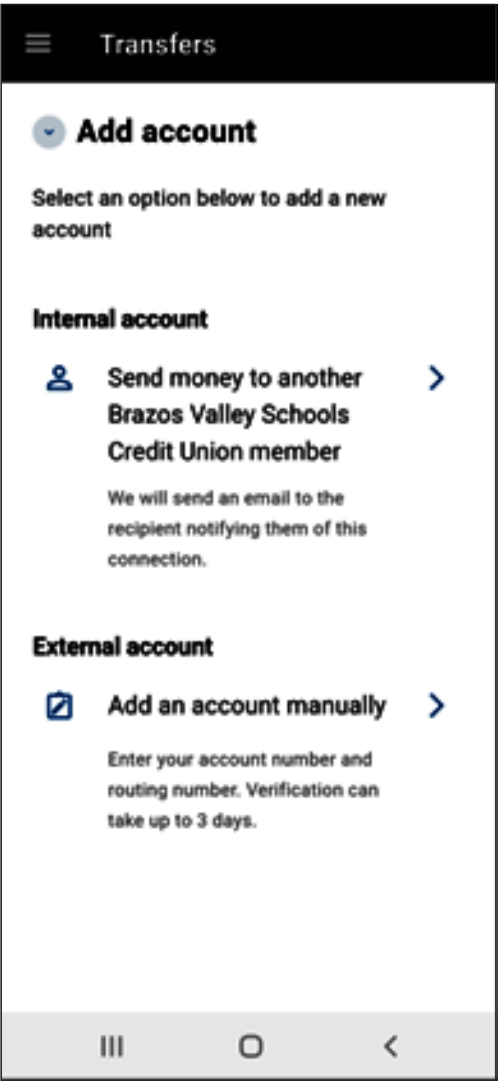 Transfers
Add account
Select an option below to add a new
account
Internal account
Send money to another
Brazos Valley Schools
Credit Union member
We will send an email to the
recipient notifying them of this
connection.
External account
Add an account manually
Enter your account number and
routing number. Verification can
take up to 3 days.